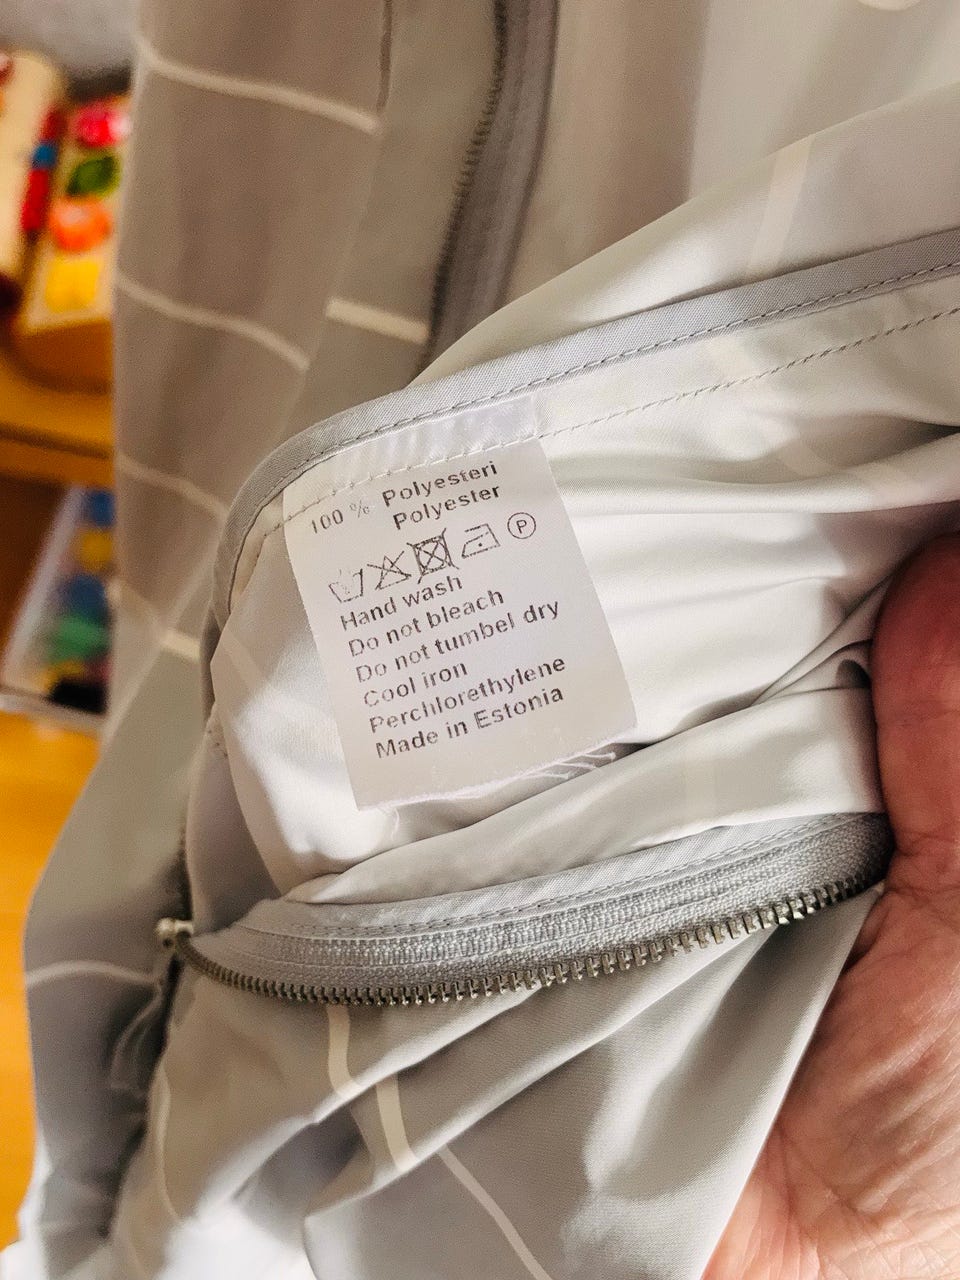 100 % Polyesteri
Polyester
P
Hand wash
Do not bleach
Do not tumbel dry
Cool iron
Perchlorethylene
Made in Estonia